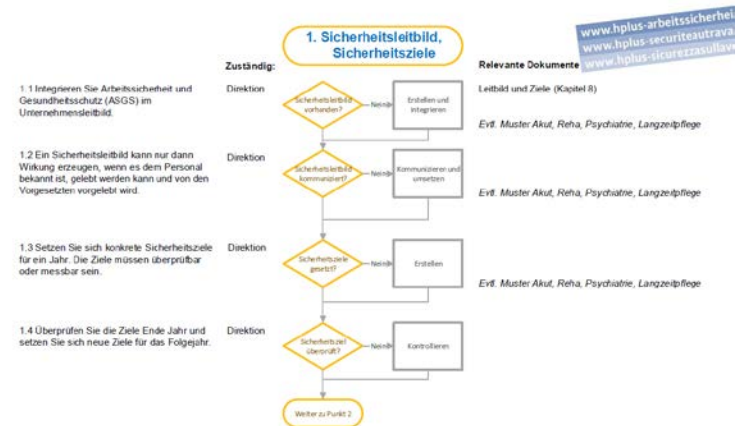 1. Sicherheitsleitbild,
Sicherheitsziele
www.hplus-arbeitssicherhei
www.hplus-securiteautrava
www.hplus-sicurezzasullav
Zuständig:
Relevante Dokumente
1.1 Integrieren Sie Arbeitssicherheit und
Gesundheitsschutz (ASGS) im
Unternehmensleitbild.
Direktion
Sicherheitsleitbild
vorhanden?
Nein
Erstellen und
integrieren
Leitbild und Ziele (Kapitel 8)
Evtl. Muster Akut, Reha, Psychiatrie, Langzeitpflege
1.2 Ein Sicherheitsleitbild kann nur dann
Wirkung erzeugen, wenn es dem Personal
bekannt ist, gelebt werden kann und von den
Vorgesetzten vorgelebt wird.
Direktion
Sicherheitsleitbild
kommuniziert?
Nein
Kommunizieren und
umsetzen
Evtl. Muster Akut, Reha, Psychiatrie, Langzeitpflege
1.3 Setzen Sie sich konkrete Sicherheitsziele
für ein Jahr. Die Ziele müssen überprüfbar
oder messbar sein.
Direktion
Sicherheitsziele
gesetzt?
Nein
Erstellen
Evtl. Muster Akut, Reha, Psychiatrie, Langzeitpflege
1.4 Überprüfen Sie die Ziele Ende Jahr und
setzen Sie sich neue Ziele für das Folgejahr.
Direktion
Sicherheitsziel
überprüft?
Nein
Kontrollieren
Weiter zu Punkt 2